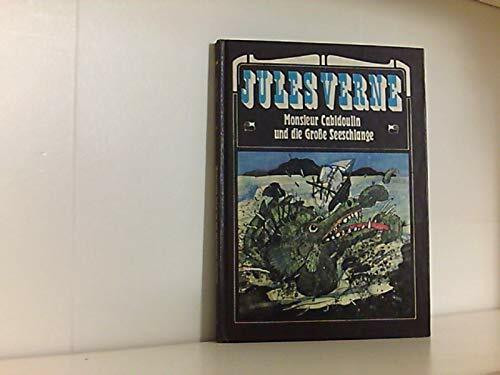 JULES VERNE
Monsieur Cabidoulin
und die Große Seeschlange